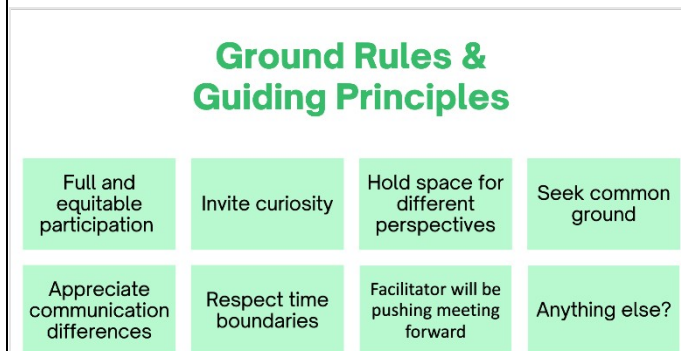 Ground Rules &
Guiding Principles
Full and
equitable
participation
Invite curiosity
Hold space for
different
perspectives
Seek common
ground
Appreciate
communication
differences
Respect time
boundaries
Facilitator will be
pushing meeting
forward
Anything else?